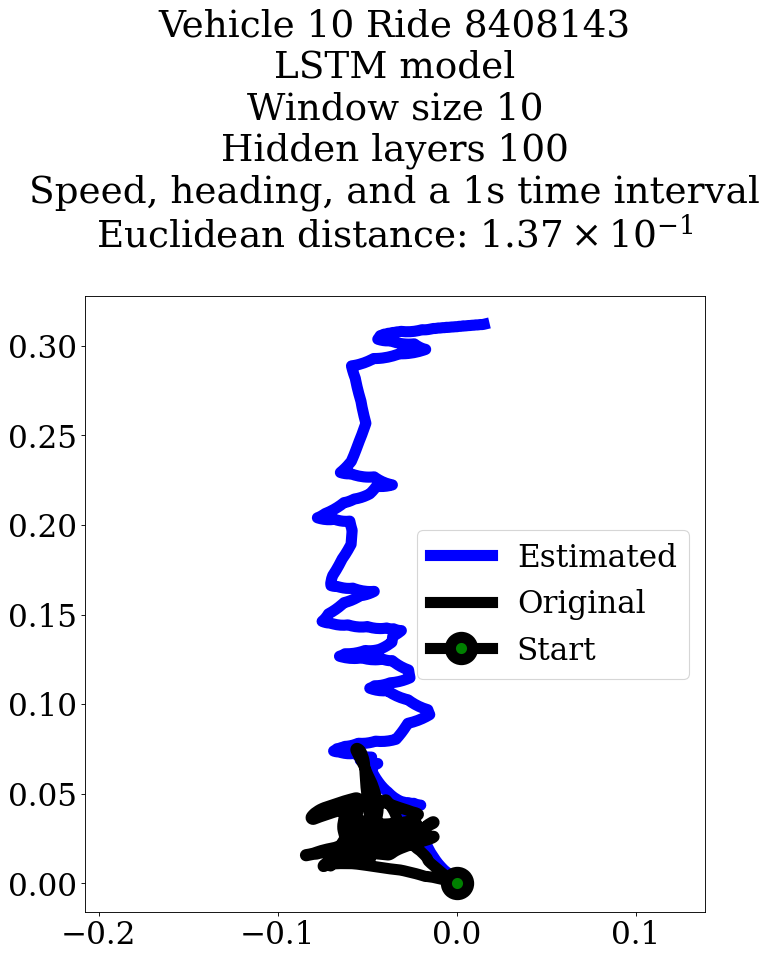 Vehicle 10 Ride 8408143
LSTM model
Window size 10
Hidden layers 100
Speed, heading, and a 1s time interval
Euclidean distance: 1.37 × 10⁻¹
0.30
0.25
0.20
0.15
0.10
0.05
0.00
Estimated
Original
Start
−0.2
−0.1
0.0
0.1